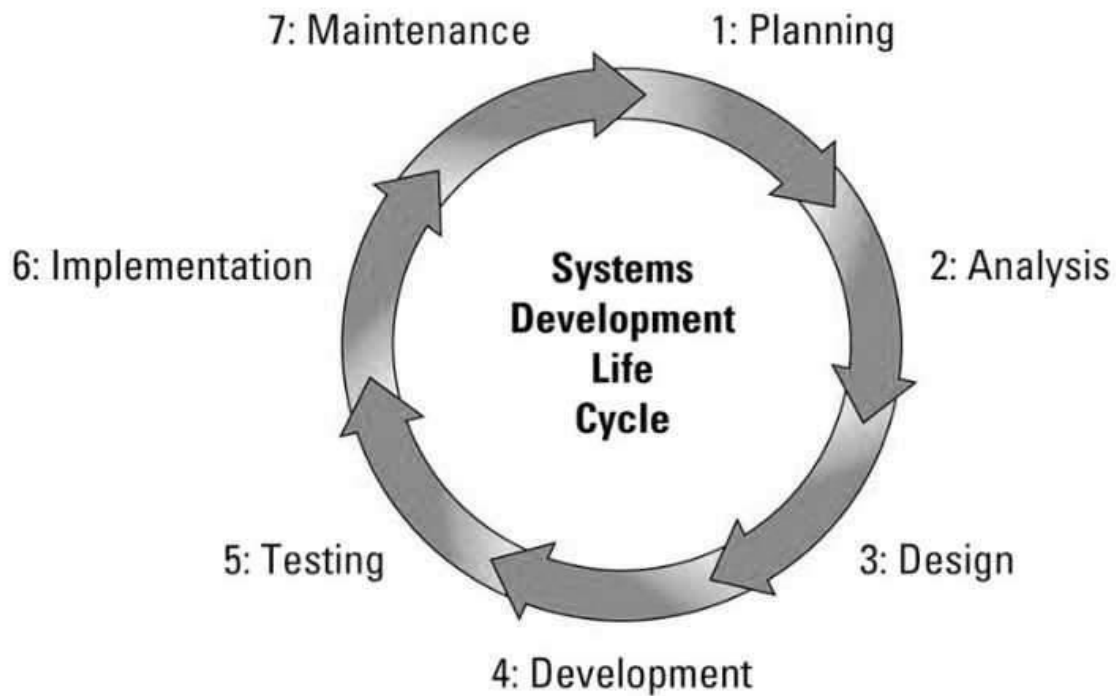 7: Maintenance
1: Planning
6: Implementation
2: Analysis
Systems
Development
Life
Cycle
5: Testing
3: Design
4: Development